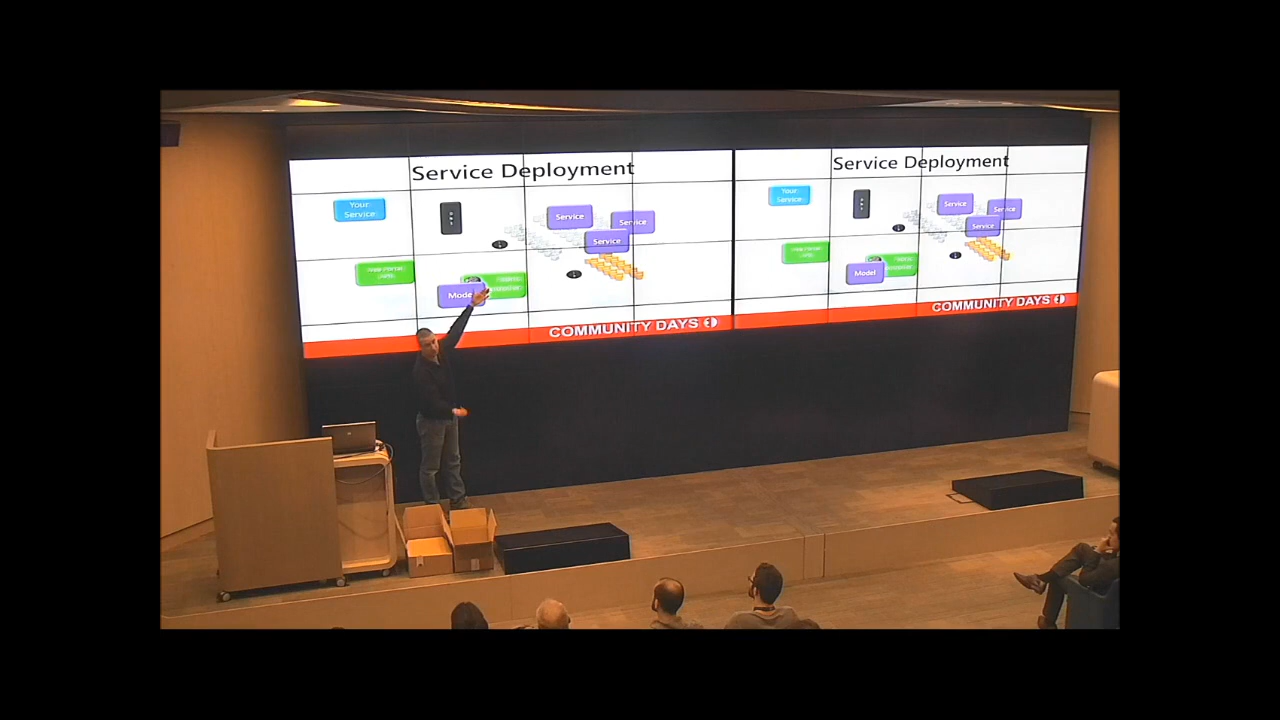 Service Deployment
Your
Service
Service
Service
Service
Model
COMMUNITY DAYS
Service Deployment
Your
Service
Service
Service
Service
Model
COMMUNITY DAYS